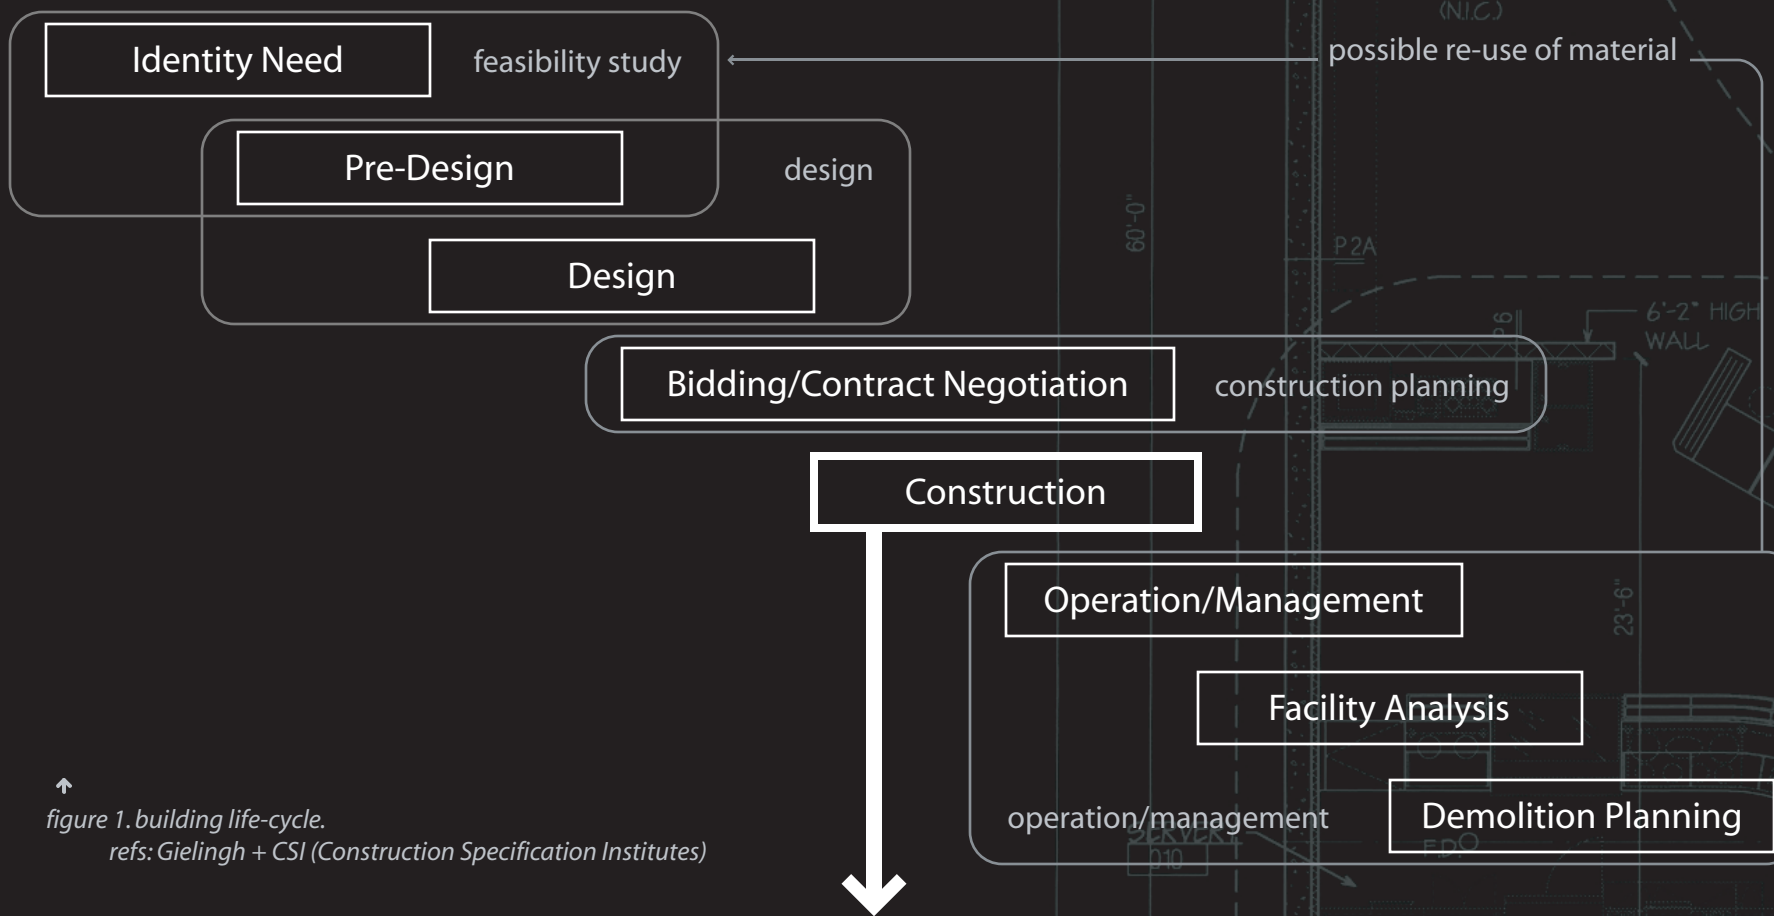 (N.I.C.)
Identity Need
feasibility study
possible re-use of material
Pre-Design
design
60'-0"
P2A
Design
6'-2" HIGH
WALL
Bidding/Contract Negotiation
construction planning
Construction
Operation/Management
23'-6"
Facility Analysis
operation/management
Demolition Planning
SERVERY
010
F.D.
figure 1. building life-cycle.
refs: Gielingh + CSI (Construction Specification Institutes)